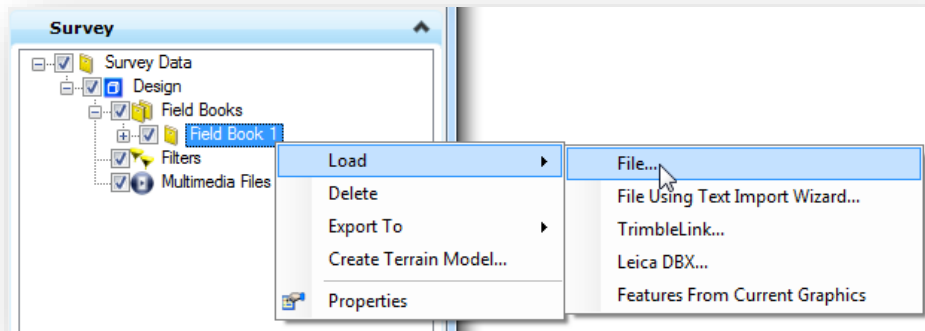 Survey
Survey Data
Design
Field Books
Field Book 1
Filters
Multimedia Files
Load
Delete
Export To
Create Terrain Model...
Properties
File...
File Using Text Import Wizard...
TrimbleLink...
Leica DBX...
Features From Current Graphics